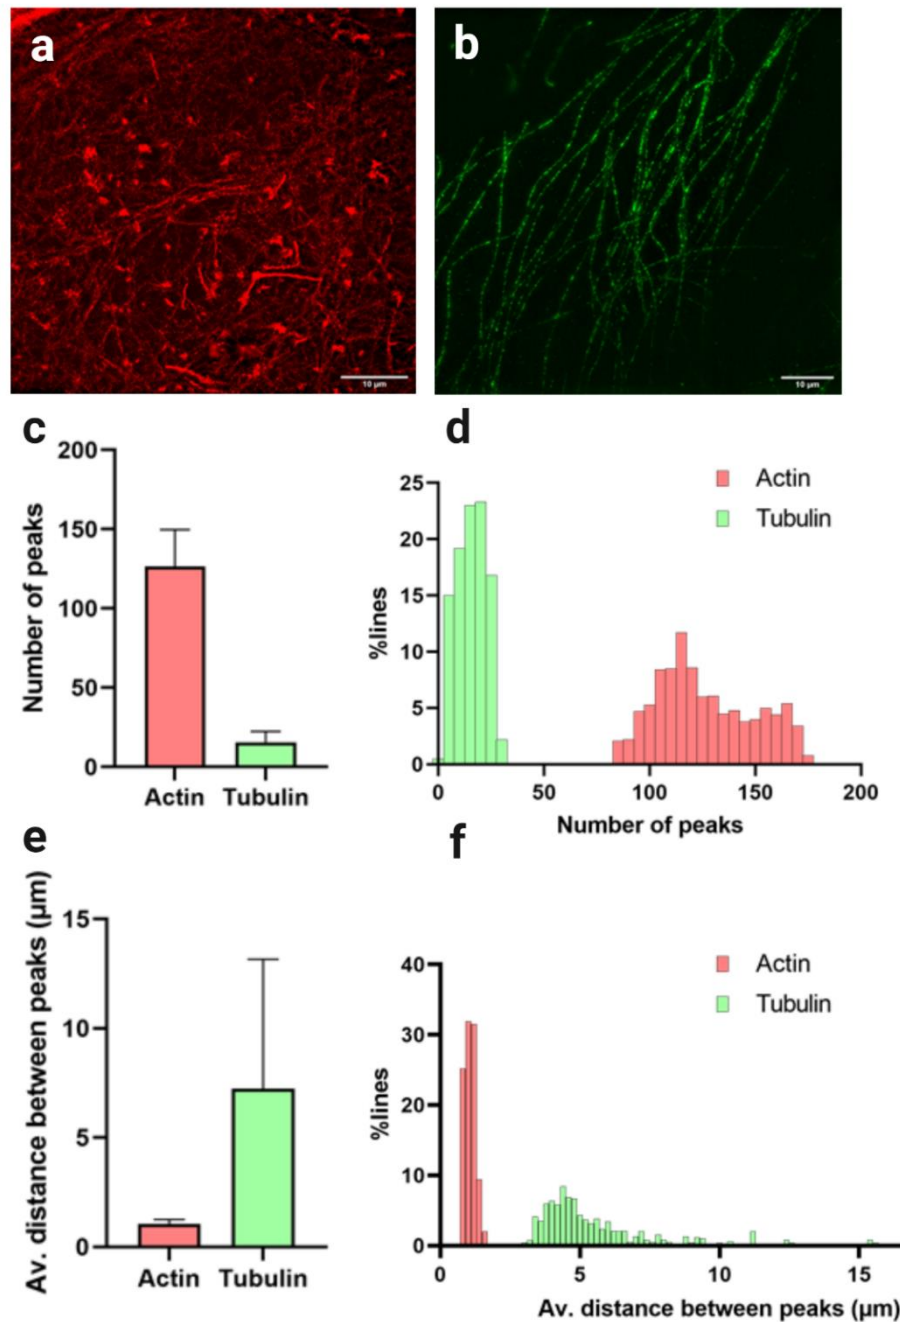 a
b
10 µm
10 µm
c
d
Number of peaks
200
150
100
50
0
Actin Tubulin
%lines
25
20
15
10
5
0
0 50 100 150 200
Number of peaks
Actin
Tubulin
e
f
Av. distance between peaks (µm)
15
10
5
0
Actin Tubulin
%lines
40
30
20
10
0
0 5 10 15
Av. distance between peaks (µm)
Actin
Tubulin